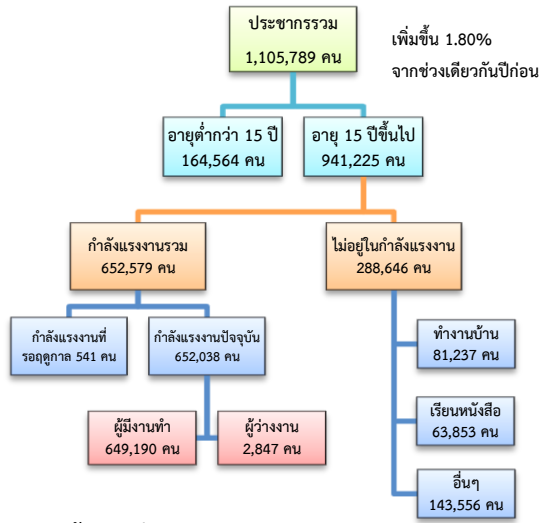 ประชากรรวม
1,105,789 คน
เพิ่มขึ้น 1.80%
จากช่วงเดียวกันปีก่อน
อายุต่ำกว่า 15 ปี
164,564 คน
อายุ 15 ปีขึ้นไป
941,225 คน
กำลังแรงงานรวม
652,579 คน
ไม่อยู่ในกำลังแรงงาน
288,646 คน
กำลังแรงงานที่
รอฤดูกาล 541 คน
กำลังแรงงานปัจจุบัน
652,038 คน
ทำงานบ้าน
81,237 คน
เรียนหนังสือ
63,853 คน
อื่นๆ
143,556 คน
ผู้มีงานทำ
649,190 คน
ผู้ว่างงาน
2,847 คน